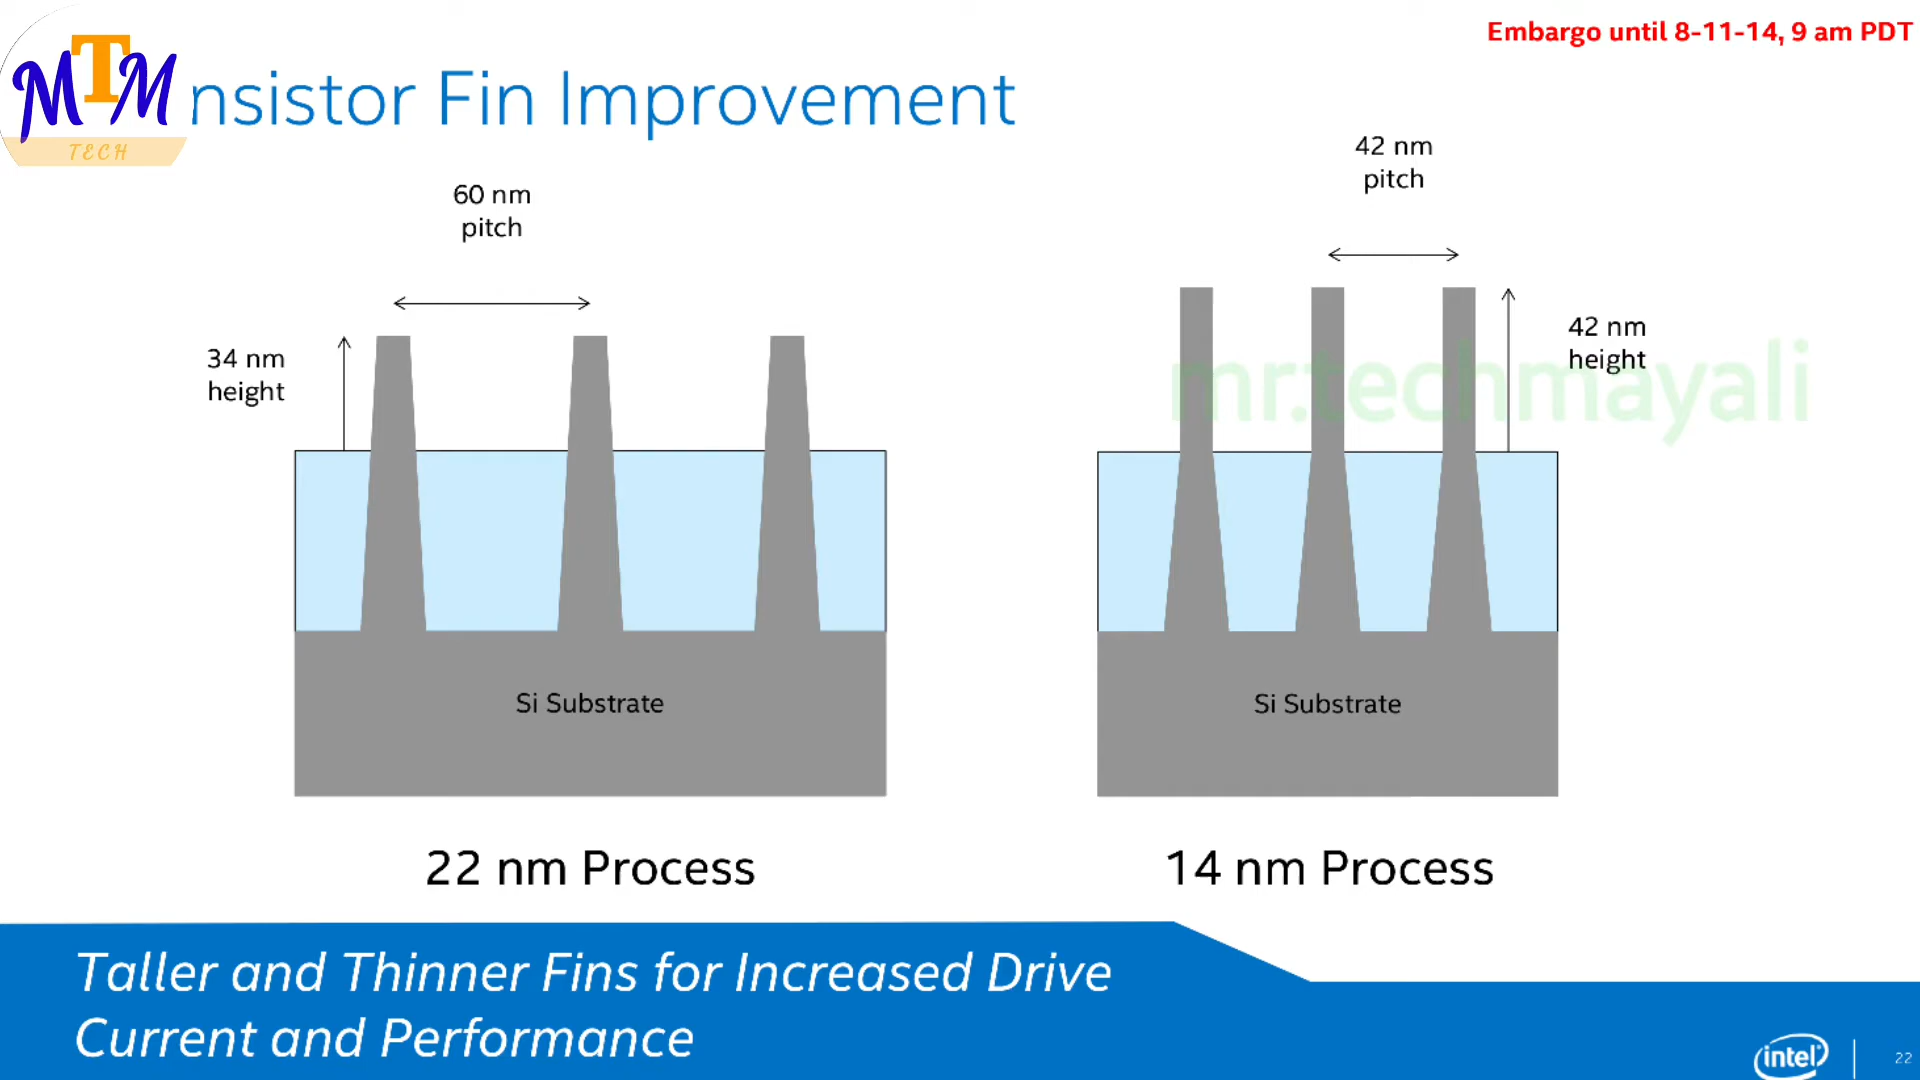 Embargo until 8-11-14, 9 am PDT
MTM
TECH
nsistor Fin Improvement
42 nm
pitch
60 nm
pitch
34 nm
height
42 nm
height
mr.techmayali
Si Substrate
Si Substrate
22 nm Process
14 nm Process
Taller and Thinner Fins for Increased Drive
Current and Performance
intel
22